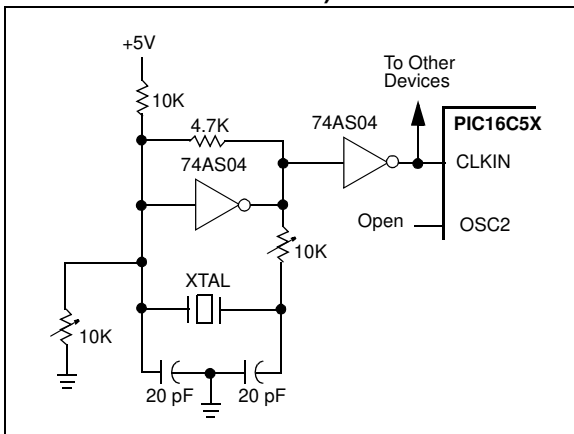 +5V
10K
4.7K
74AS04
74AS04
To Other
Devices
PIC16C5X
CLKIN
Open
OSC2
10K
XTAL
10K
20 pF
20 pF